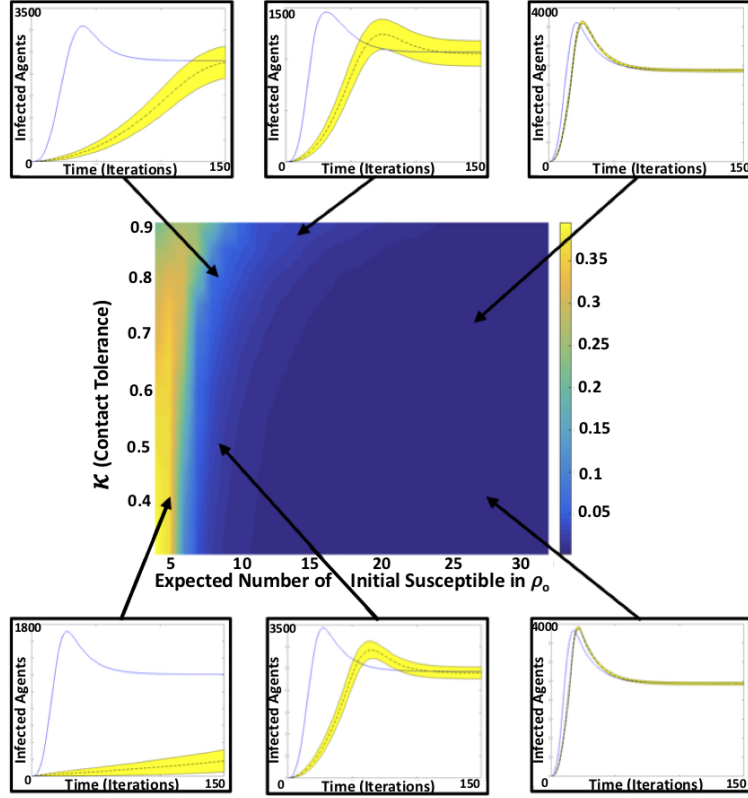 3500
Infected Agents
0
Time (Iterations)
150
1500
Infected Agents
0
Time (Iterations)
150
4000
Infected Agents
0
Time (Iterations)
150
0.9
0.8
0.7
0.6
0.5
0.4
κ (Contact Tolerance)
5
10
15
20
25
30
Expected Number of Initial Susceptible in ρₒ
0.35
0.3
0.25
0.2
0.15
0.1
0.05
1800
Infected Agents
0
Time (Iterations)
150
3500
Infected Agents
0
Time (Iterations)
150
4000
Infected Agents
0
Time (Iterations)
150